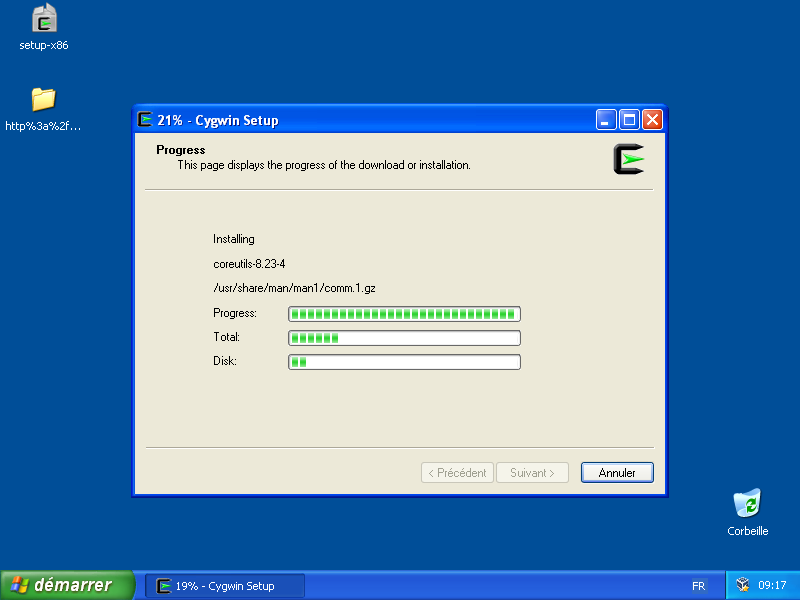 setup-x86
http%3a%2f...
21% - Cygwin Setup
Progress
This page displays the progress of the download or installation.
Installing
coreutils-8.23-4
/usr/share/man/man1/comm.1.gz
Progress:
Total:
Disk:
< Précédent
Suivant >
Annuler
Corbeille
démarrer
19% - Cygwin Setup
FR
09:17